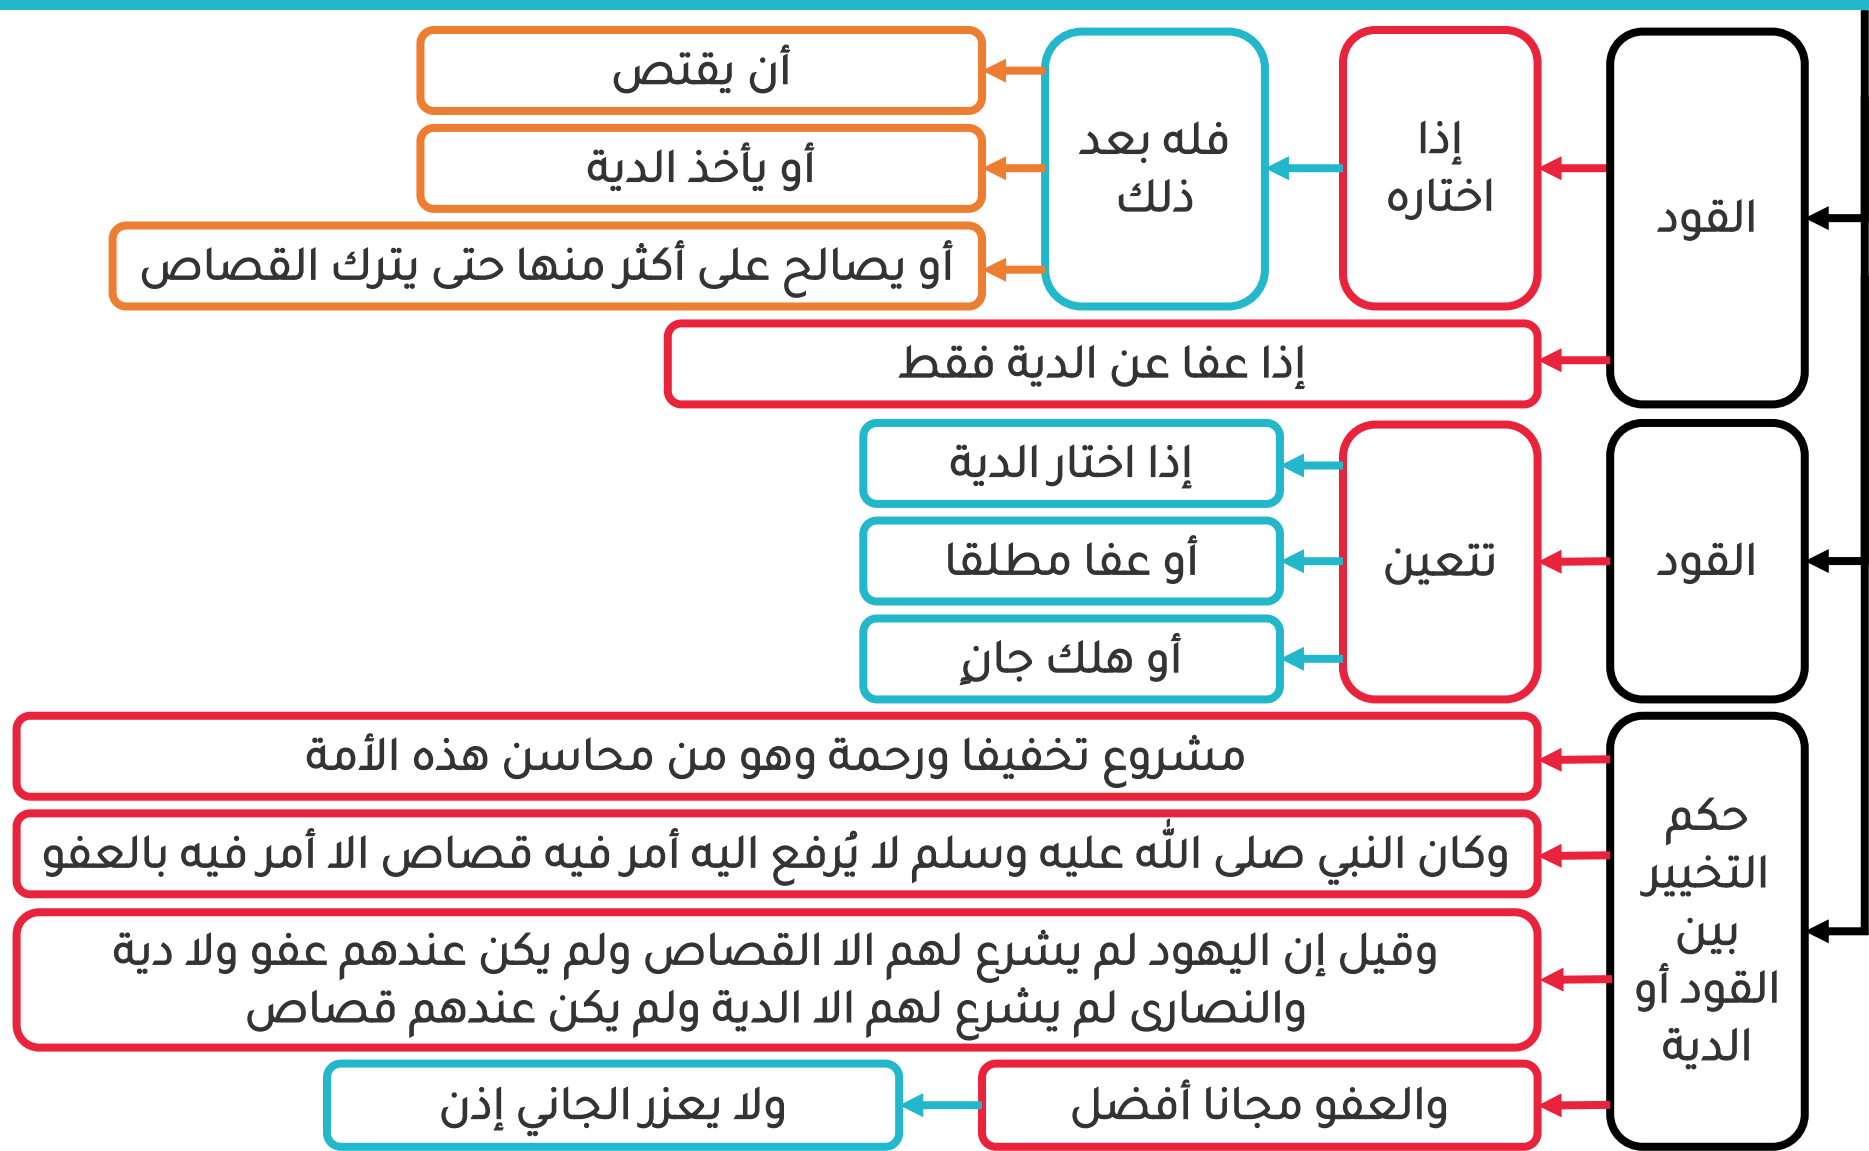 القود
إذا
اختاره
فله بعد
ذلك
أن يقتص
أو يأخذ الدية
أو يصالح على أكثر منها حتى يترك القصاص
إذا عفا عن الدية فقط
القود
تتعين
إذا اختار الدية
أو عفا مطلقا
أو هلك جانٍ
حكم
التخيير
بين
القود أو
الدية
مشروع تخفيفا ورحمة وهو من محاسن هذه الأمة
وكان النبي صلى الله عليه وسلم لا يُرفع اليه أمر فيه قصاص الا أمر فيه بالعفو
وقيل إن اليهود لم يشرع لهم الا القصاص ولم يكن عندهم عفو ولا دية
والنصارى لم يشرع لهم الا الدية ولم يكن عندهم قصاص
والعفو مجانا أفضل
ولا يعزر الجاني إذن